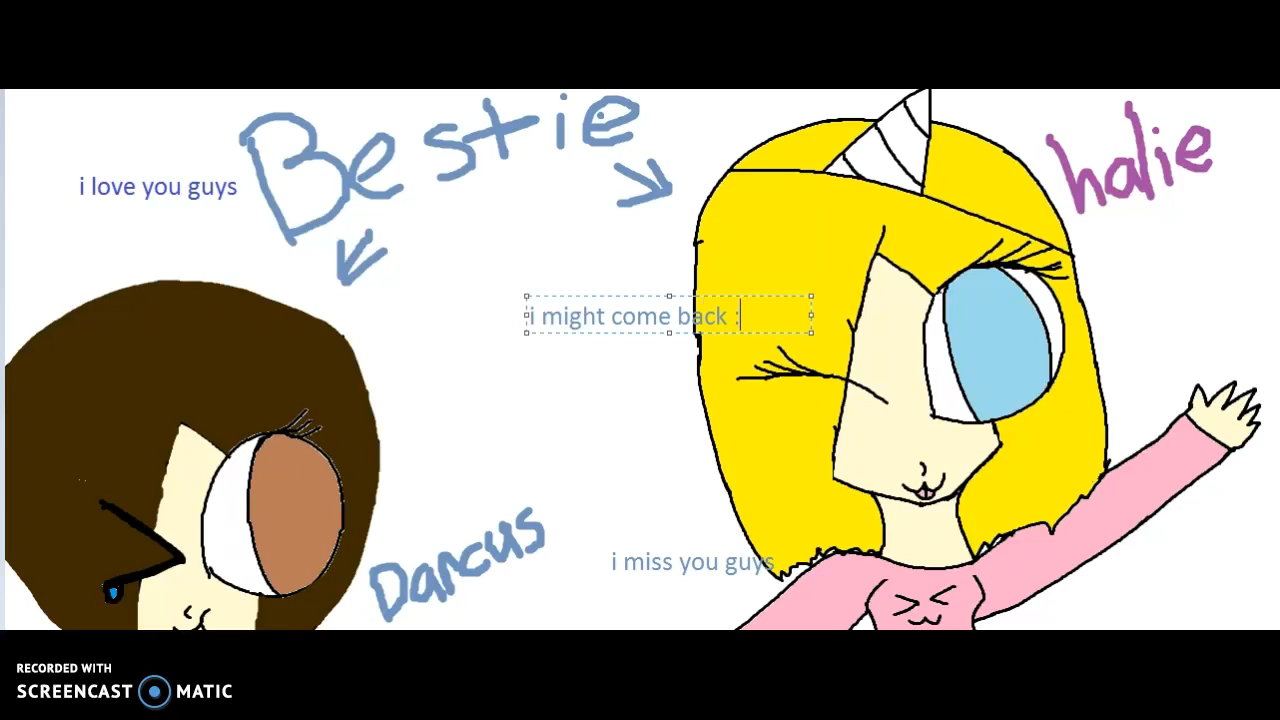 Bestie
halie
i love you guys
i might come back :
Darcus
i miss you guys
RECORDED WITH
SCREENCAST MATIC